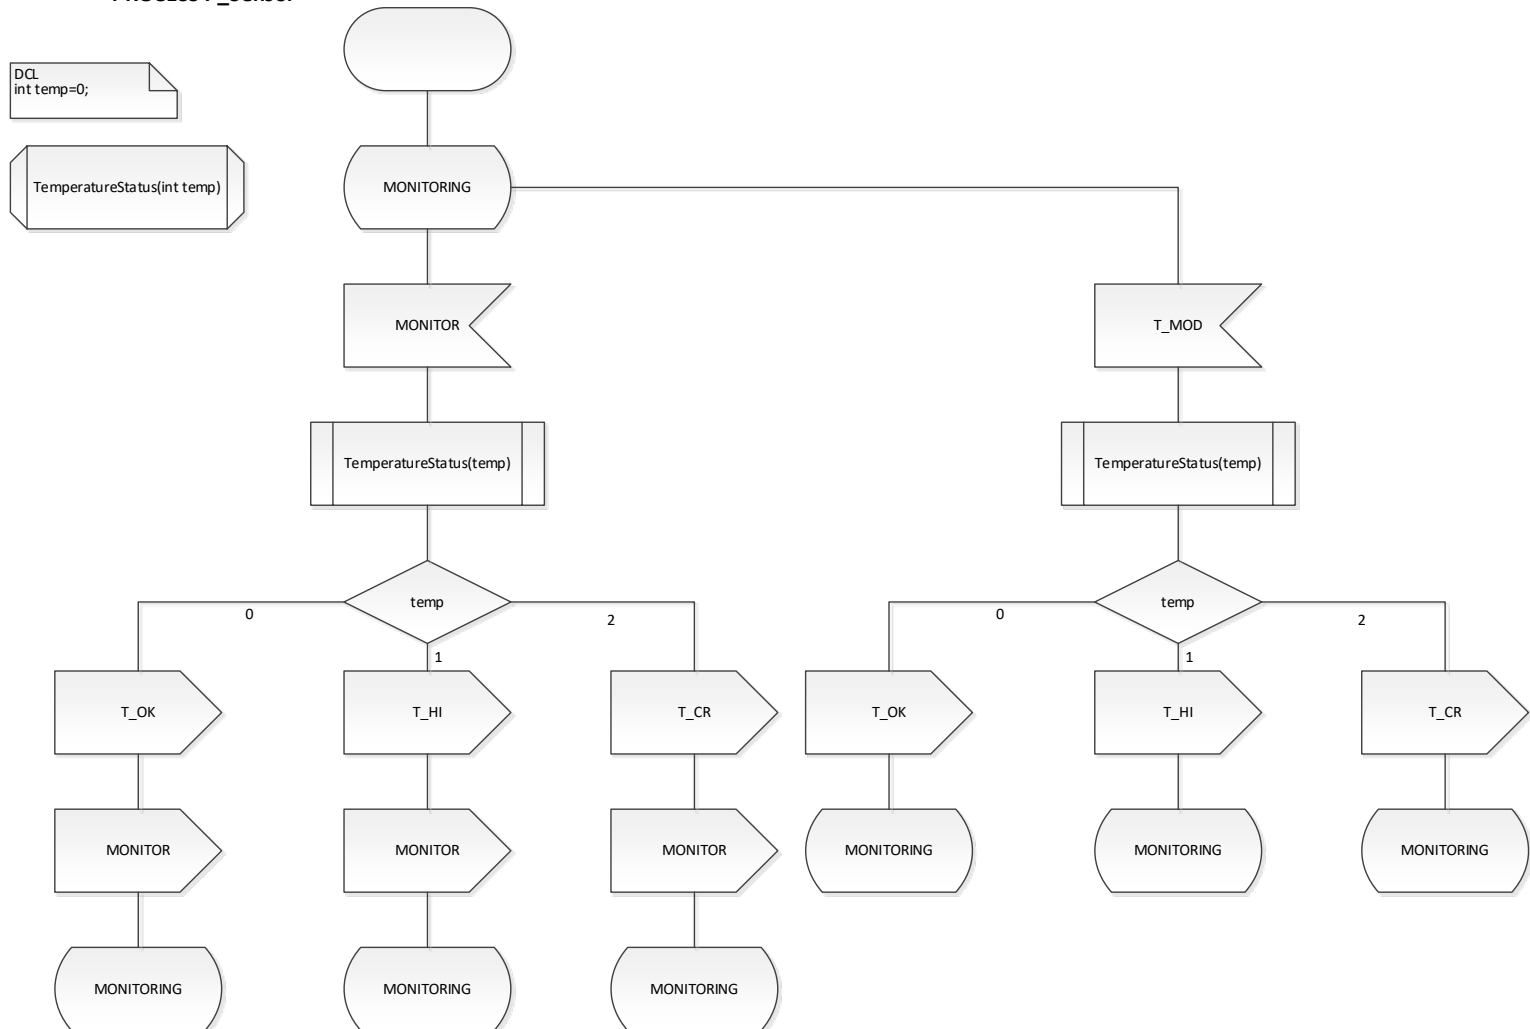 DCL
int temp=0;
TemperatureStatus(int temp)
MONITORING
MONITOR
T_MOD
TemperatureStatus(temp)
TemperatureStatus(temp)
temp
temp
0
2
0
2
1
1
T_OK
T_HI
T_CR
T_OK
T_HI
T_CR
MONITOR
MONITOR
MONITOR
MONITORING
MONITORING
MONITORING
MONITORING
MONITORING
MONITORING